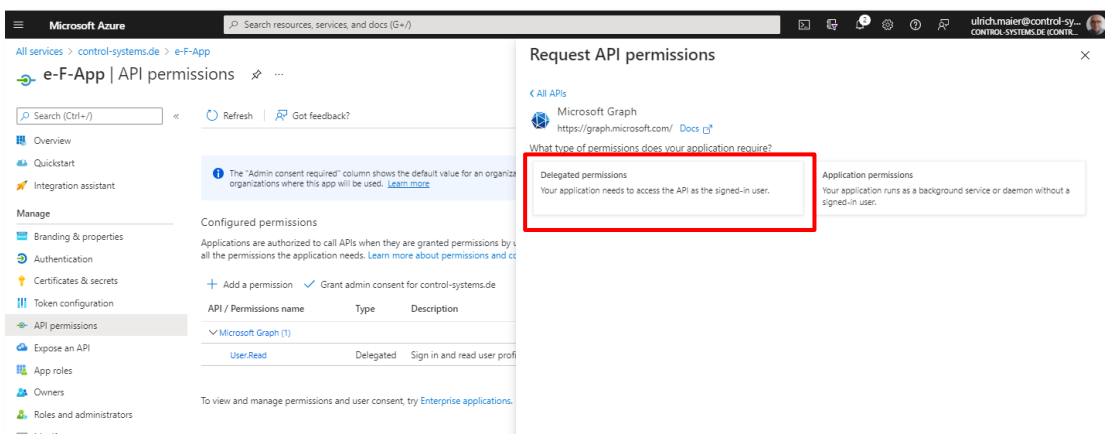 Microsoft Azure
Search resources, services, and docs (G+/)
ulrich.maier@control-sy...
CONTROL-SYSTEMS.DE (CONTR...
All services > control-systems.de > e-F-App
e-F-App | API permissions
Search (Ctrl+/)
«
Overview
Quickstart
Integration assistant
Manage
Branding & properties
Authentication
Certificates & secrets
Token configuration
API permissions
Expose an API
App roles
Owners
Roles and administrators
Refresh
Got feedback?
The "Admin consent required" column shows the default value for an organiza
organizations where this app will be used. Learn more
Configured permissions
Applications are authorized to call APIs when they are granted permissions by u
all the permissions the application needs. Learn more about permissions and co
Add a permission
Grant admin consent for control-systems.de
API / Permissions name Type Description
Microsoft Graph (1)
User.Read Delegated Sign in and read user profi
To view and manage permissions and user consent, try Enterprise applications.
Request API permissions
All APIs
Microsoft Graph
https://graph.microsoft.com/ Docs
What type of permissions does your application require?
Delegated permissions
Your application needs to access the API as the signed-in user.
Application permissions
Your application runs as a background service or daemon without a
signed-in user.